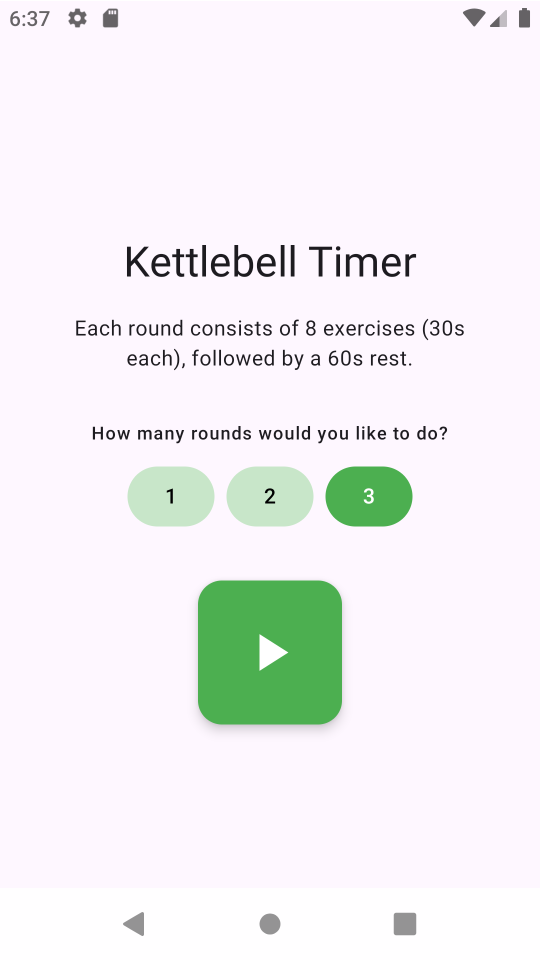 6:37
Kettlebell Timer
Each round consists of 8 exercises (30s
each), followed by a 60s rest.
How many rounds would you like to do?
1 2 3